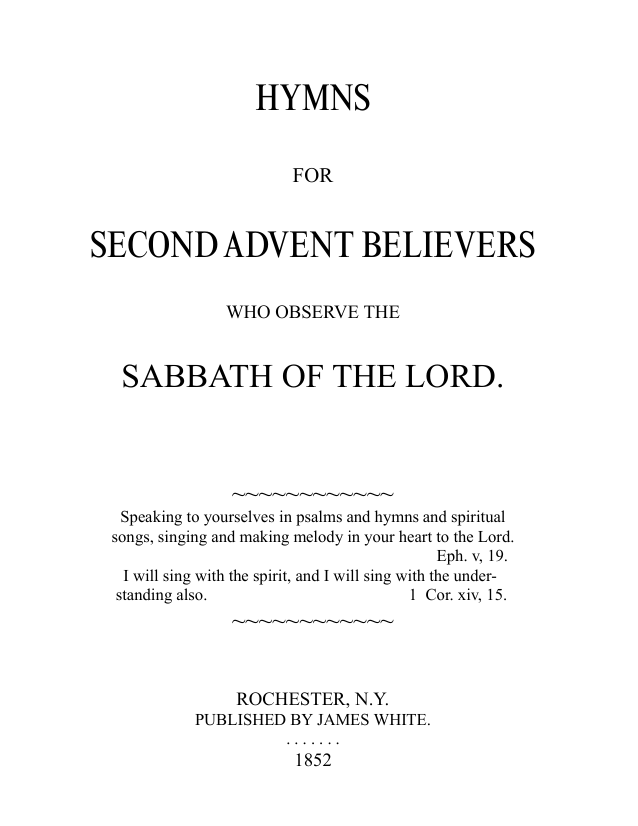 HYMNS
FOR
SECOND ADVENT BELIEVERS
WHO OBSERVE THE
SABBATH OF THE LORD.
~~~~~~~~~~~~
Speaking to yourselves in psalms and hymns and spiritual
songs, singing and making melody in your heart to the Lord.
Eph. v, 19.
I will sing with the spirit, and I will sing with the under-
standing also. 1 Cor. xiv, 15.
~~~~~~~~~~~~
ROCHESTER, N.Y.
PUBLISHED BY JAMES WHITE.
. . . . . . .
1852